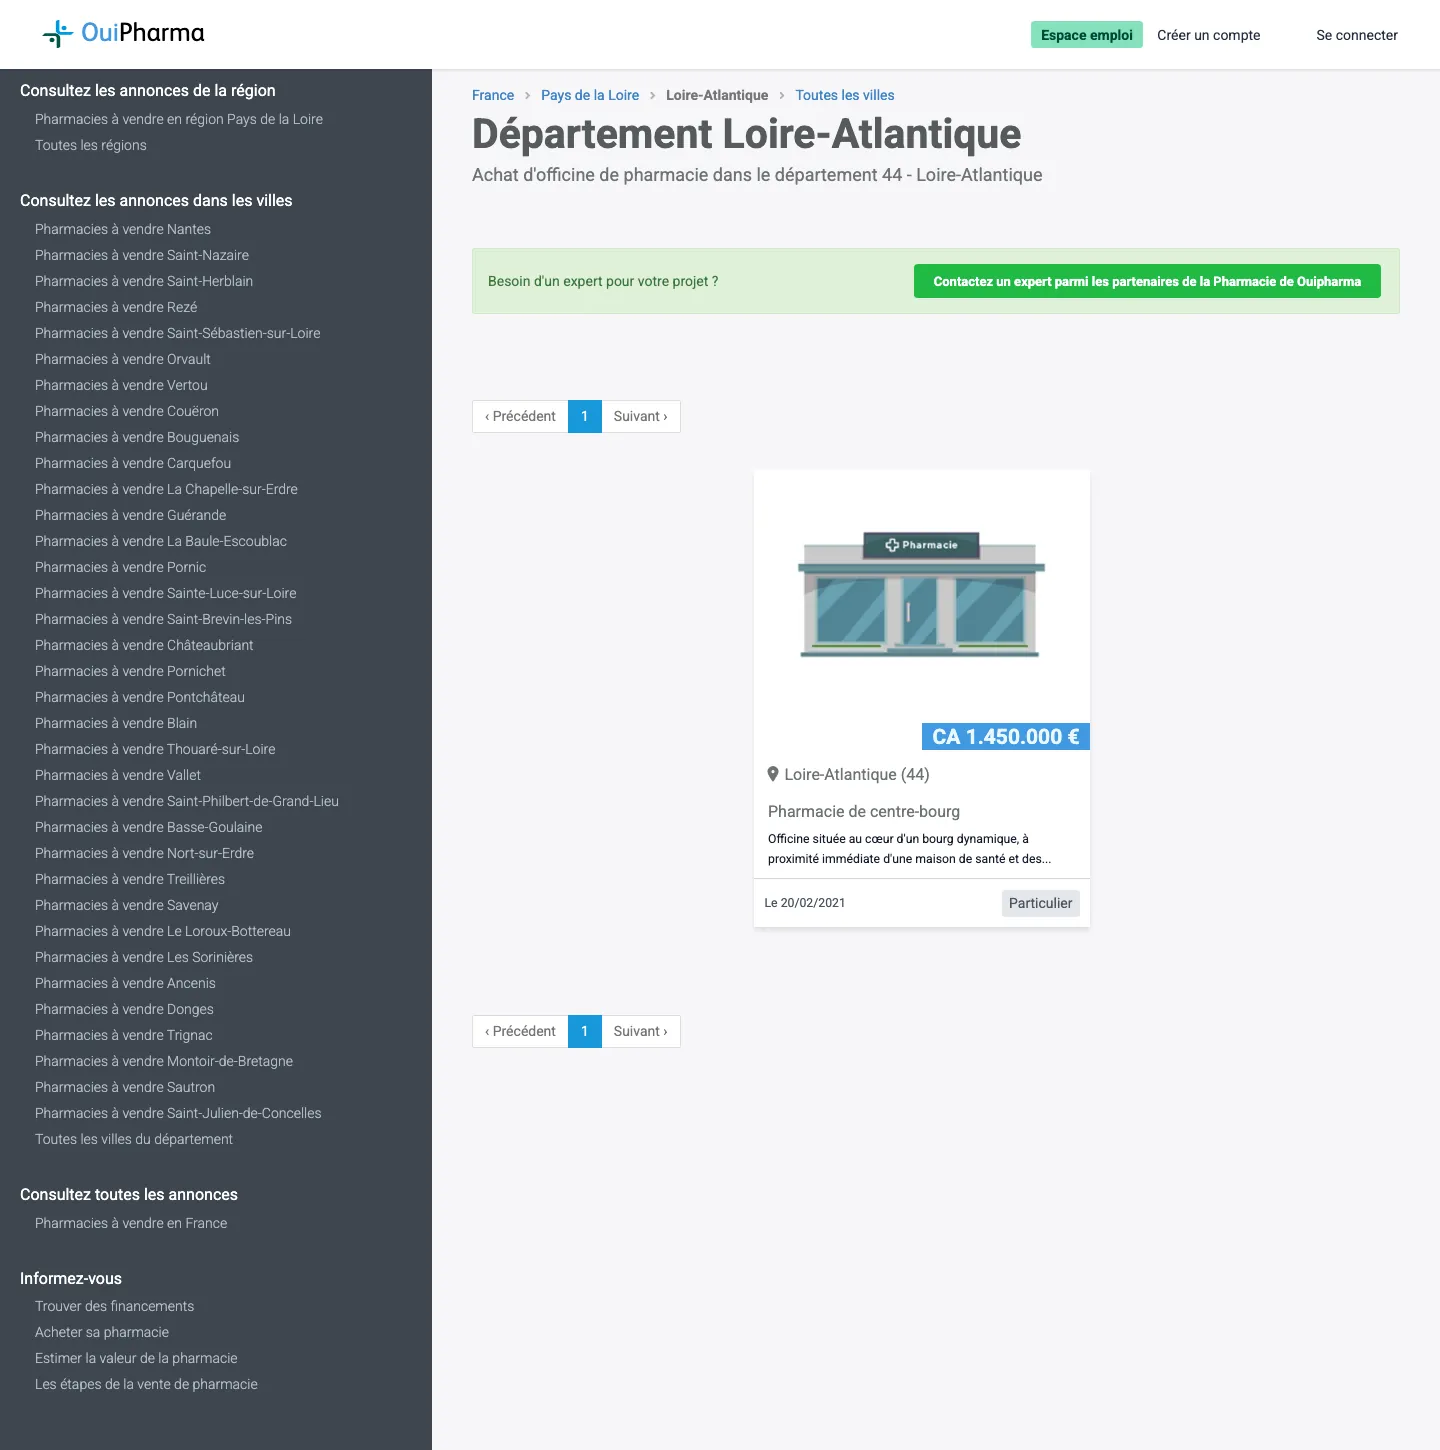 OuiPharma
Espace emploi
Créer un compte
Se connecter
Consultez les annonces de la région
Pharmacies à vendre en région Pays de la Loire
Toutes les régions
Consultez les annonces dans les villes
Pharmacies à vendre Nantes
Pharmacies à vendre Saint-Nazaire
Pharmacies à vendre Saint-Herblain
Pharmacies à vendre Rezé
Pharmacies à vendre Saint-Sébastien-sur-Loire
Pharmacies à vendre Orvault
Pharmacies à vendre Vertou
Pharmacies à vendre Couëron
Pharmacies à vendre Bouguenais
Pharmacies à vendre Carquefou
Pharmacies à vendre La Chapelle-sur-Erdre
Pharmacies à vendre Guérande
Pharmacies à vendre La Baule-Escoublac
Pharmacies à vendre Pornic
Pharmacies à vendre Sainte-Luce-sur-Loire
Pharmacies à vendre Saint-Brevin-les-Pins
Pharmacies à vendre Châteaubriant
Pharmacies à vendre Pornichet
Pharmacies à vendre Pontchâteau
Pharmacies à vendre Blain
Pharmacies à vendre Thouaré-sur-Loire
Pharmacies à vendre Vallet
Pharmacies à vendre Saint-Philbert-de-Grand-Lieu
Pharmacies à vendre Basse-Goulaine
Pharmacies à vendre Nort-sur-Erdre
Pharmacies à vendre Treillières
Pharmacies à vendre Savenay
Pharmacies à vendre Le Loroux-Bottereau
Pharmacies à vendre Les Sorinières
Pharmacies à vendre Ancenis
Pharmacies à vendre Donges
Pharmacies à vendre Trignac
Pharmacies à vendre Montoir-de-Bretagne
Pharmacies à vendre Sautron
Pharmacies à vendre Saint-Julien-de-Concelles
Toutes les villes du département
Consultez toutes les annonces
Pharmacies à vendre en France
Informez-vous
Trouver des financements
Acheter sa pharmacie
Estimer la valeur de la pharmacie
Les étapes de la vente de pharmacie
France > Pays de la Loire > Loire-Atlantique > Toutes les villes
Département Loire-Atlantique
Achat d'officine de pharmacie dans le département 44 - Loire-Atlantique
Besoin d'un expert pour votre projet ?
Contactez un expert parmi les partenaires de la Pharmacie de Ouipharma
‹ Précédent 1 Suivant ›
Pharmacie
CA 1.450.000 €
Loire-Atlantique (44)
Pharmacie de centre-bourg
Officine située au cœur d'un bourg dynamique, à
proximité immédiate d'une maison de santé et des...
Le 20/02/2021
Particulier
‹ Précédent 1 Suivant ›